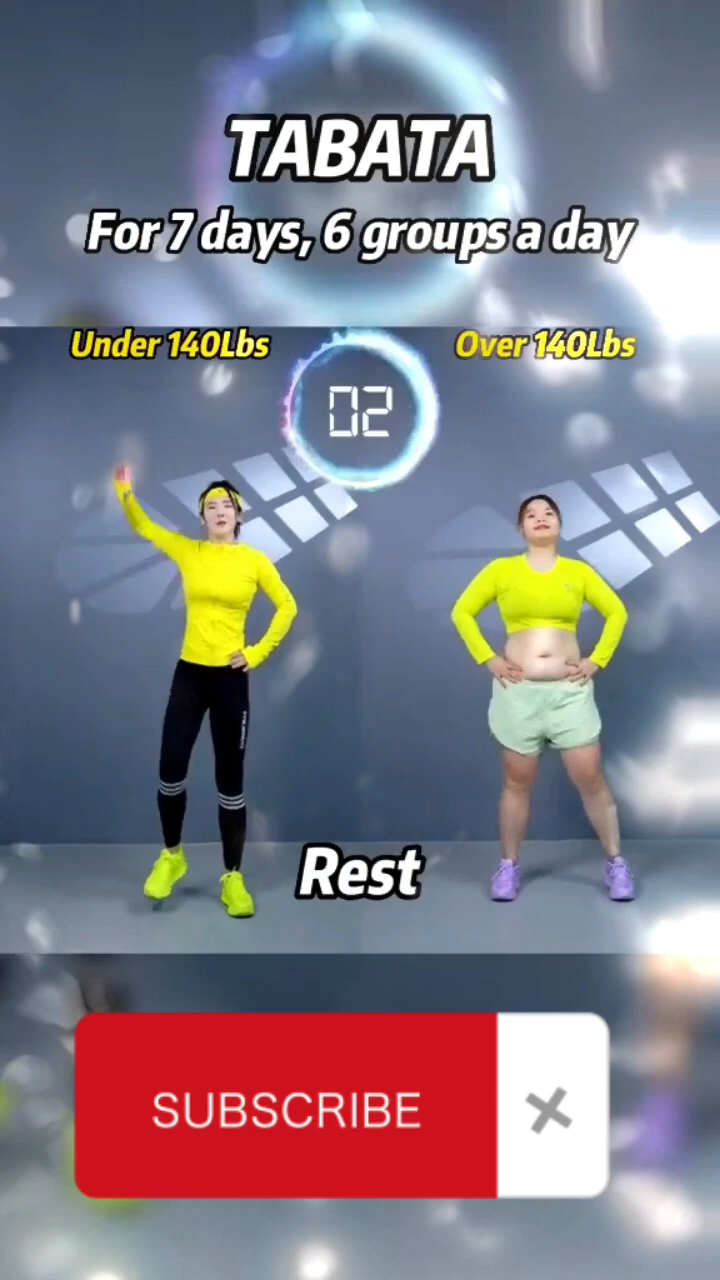 TABATA
For 7 days, 6 groups a day
Under 140Lbs
Over 140Lbs
02
Rest
SUBSCRIBE